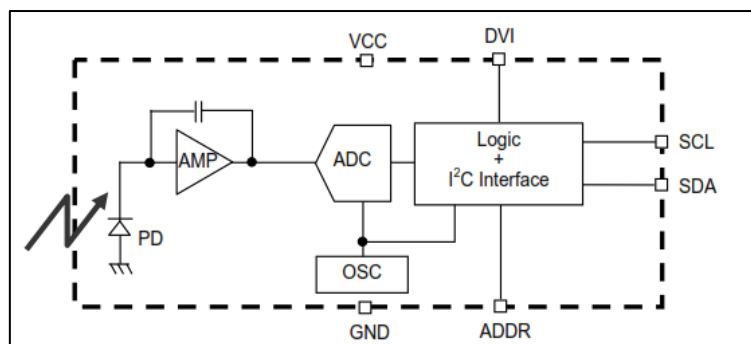 VCC
DVI
AMP
ADC
Logic
+
I²C Interface
SCL
SDA
PD
OSC
GND
ADDR